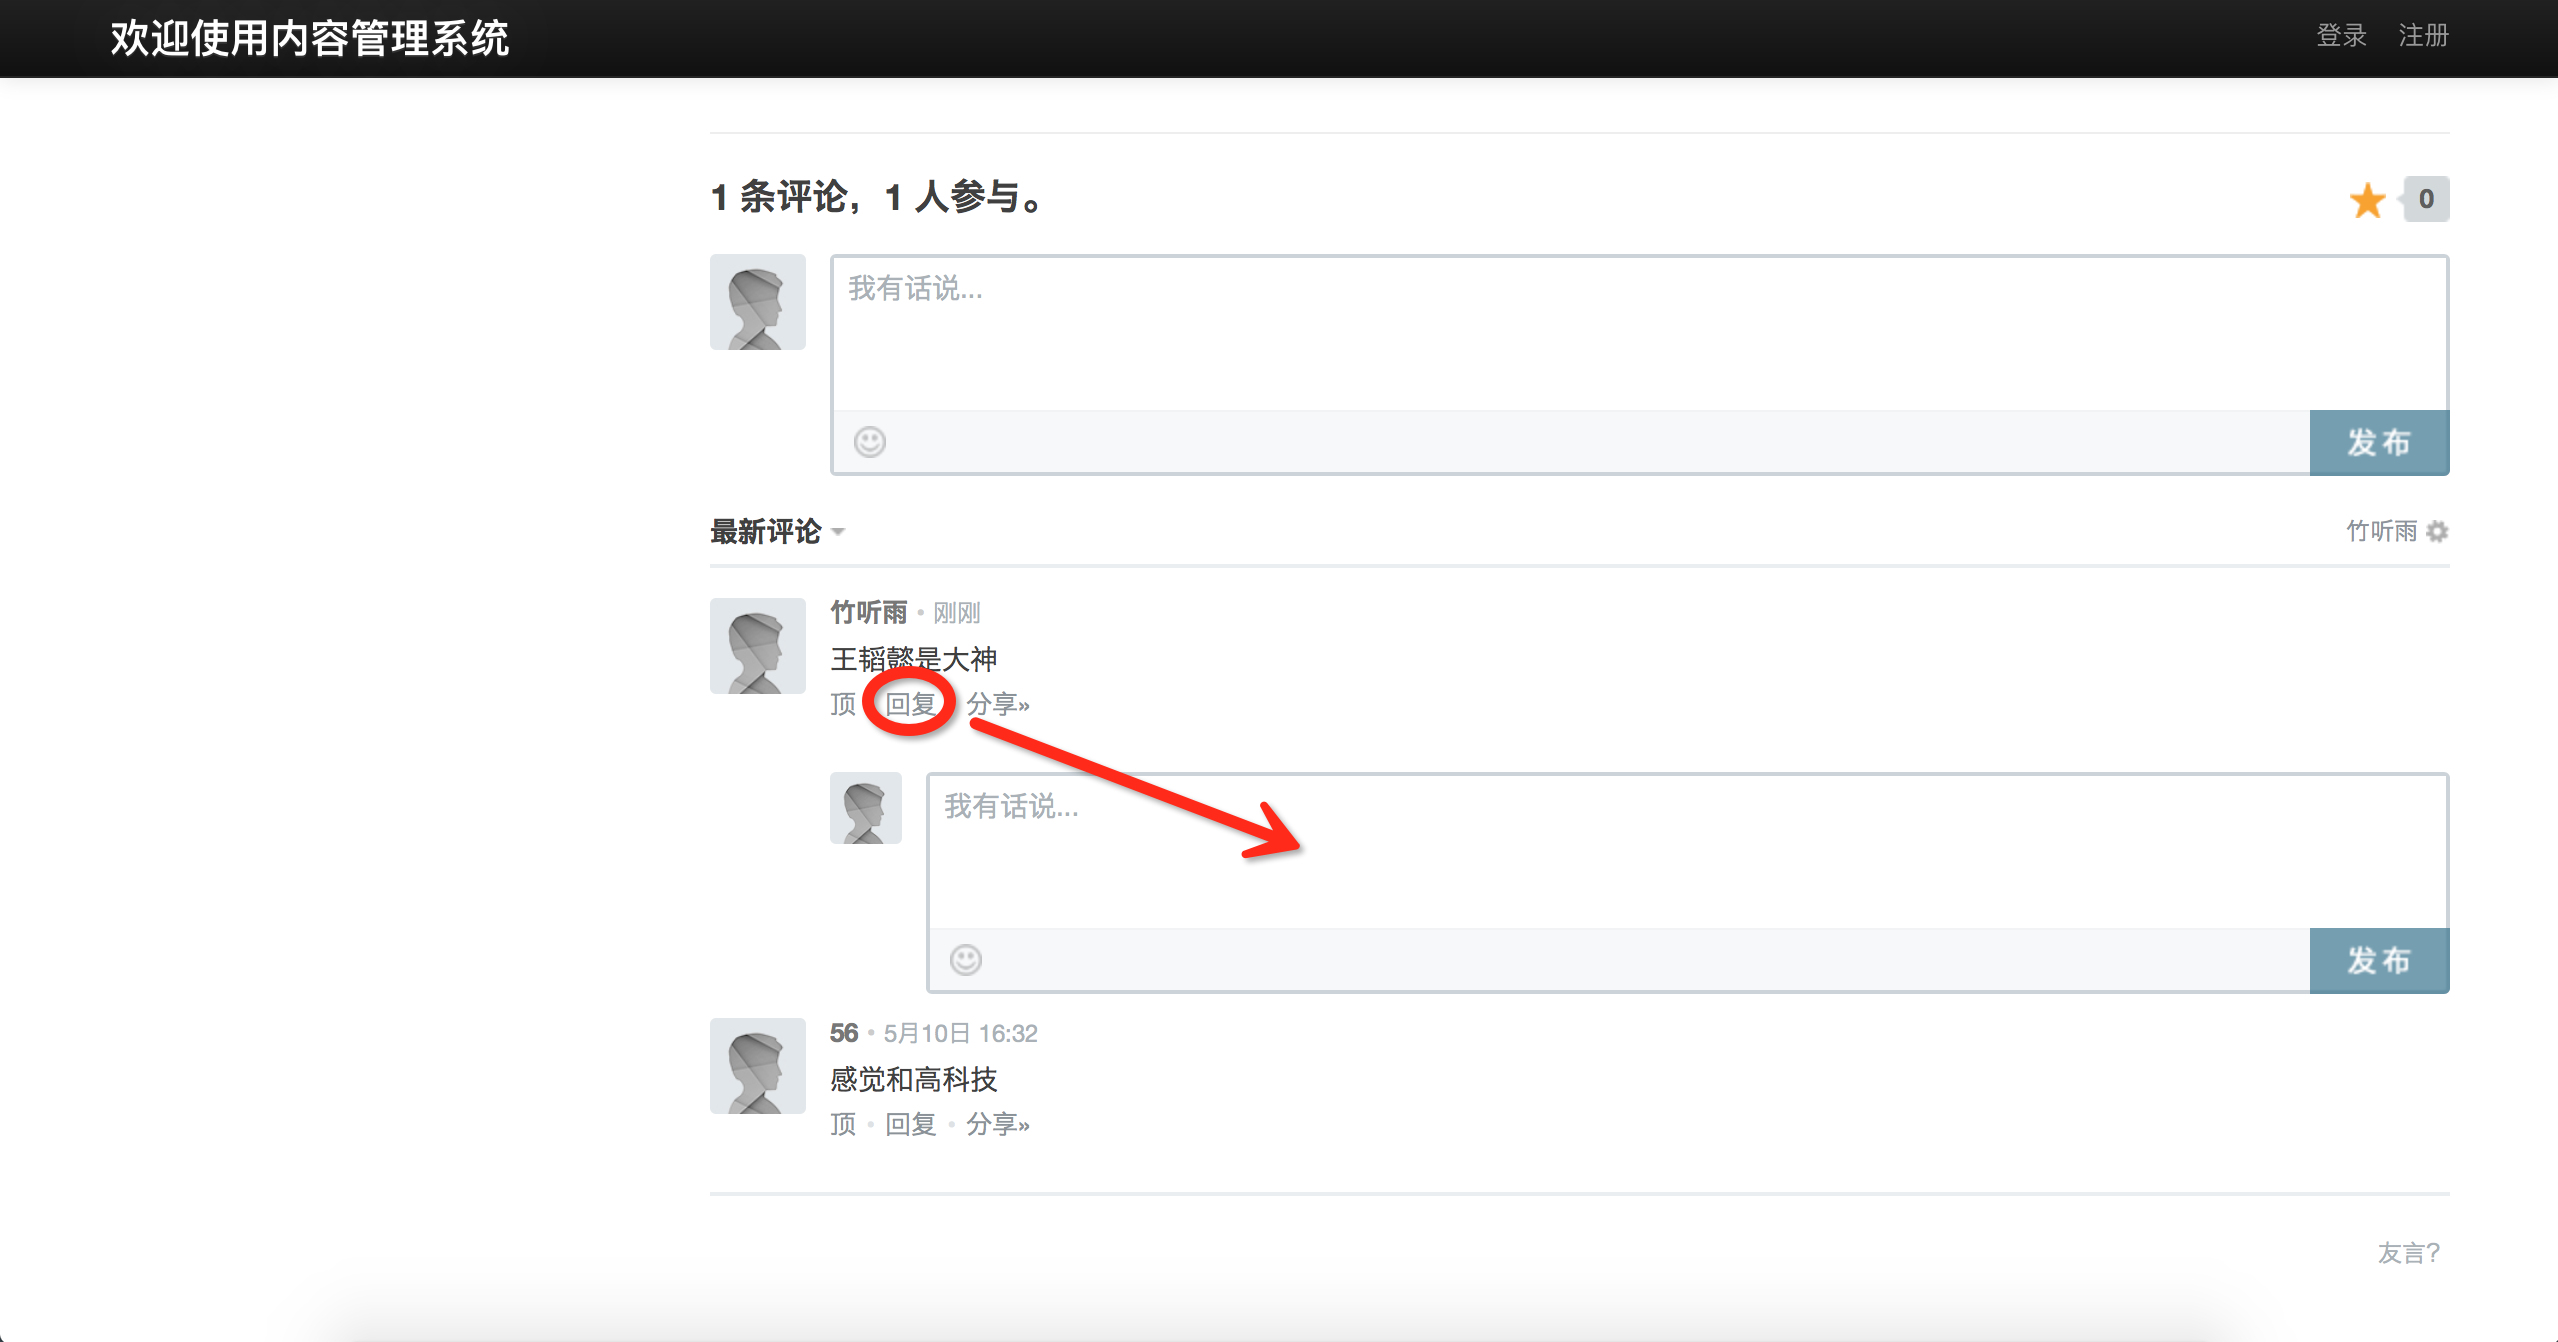 欢迎使用内容管理系统
登录 注册
1 条评论，1 人参与。
0
我有话说...
发布
最新评论
竹听雨
竹听雨 • 刚刚
王韬懿是大神
顶 回复 分享»
我有话说...
发布
56 • 5月10日 16:32
感觉和高科技
顶 • 回复 • 分享»
友言?